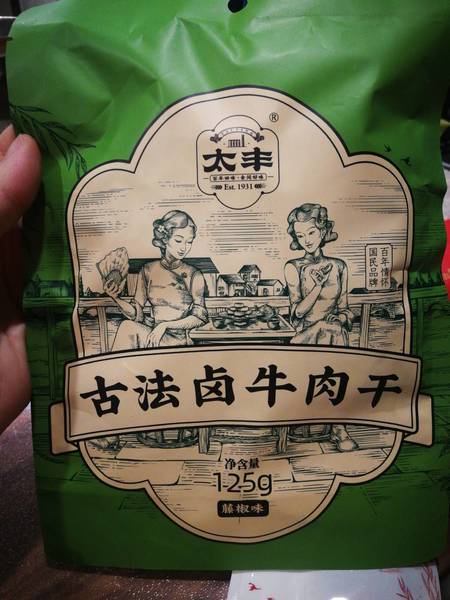 ®
太丰
Est. 1931
百年情怀
国民品牌
古法卤牛肉干
净含量
125g
藤椒味